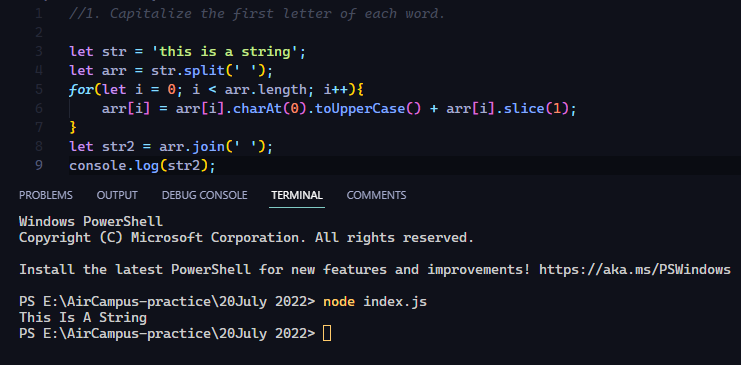 1 //1. Capitalize the first letter of each word.
2
3 let str = 'this is a string';
4 let arr = str.split(' ');
5 for(let i = 0; i < arr.length; i++){
6     arr[i] = arr[i].charAt(0).toUpperCase() + arr[i].slice(1);
7 }
8 let str2 = arr.join(' ');
9 console.log(str2);
PROBLEMS OUTPUT DEBUG CONSOLE TERMINAL COMMENTS
Windows PowerShell
Copyright (C) Microsoft Corporation. All rights reserved.
Install the latest PowerShell for new features and improvements! https://aka.ms/PSWindows
PS E:\AirCampus-practice\20July 2022> node index.js
This Is A String
PS E:\AirCampus-practice\20July 2022>